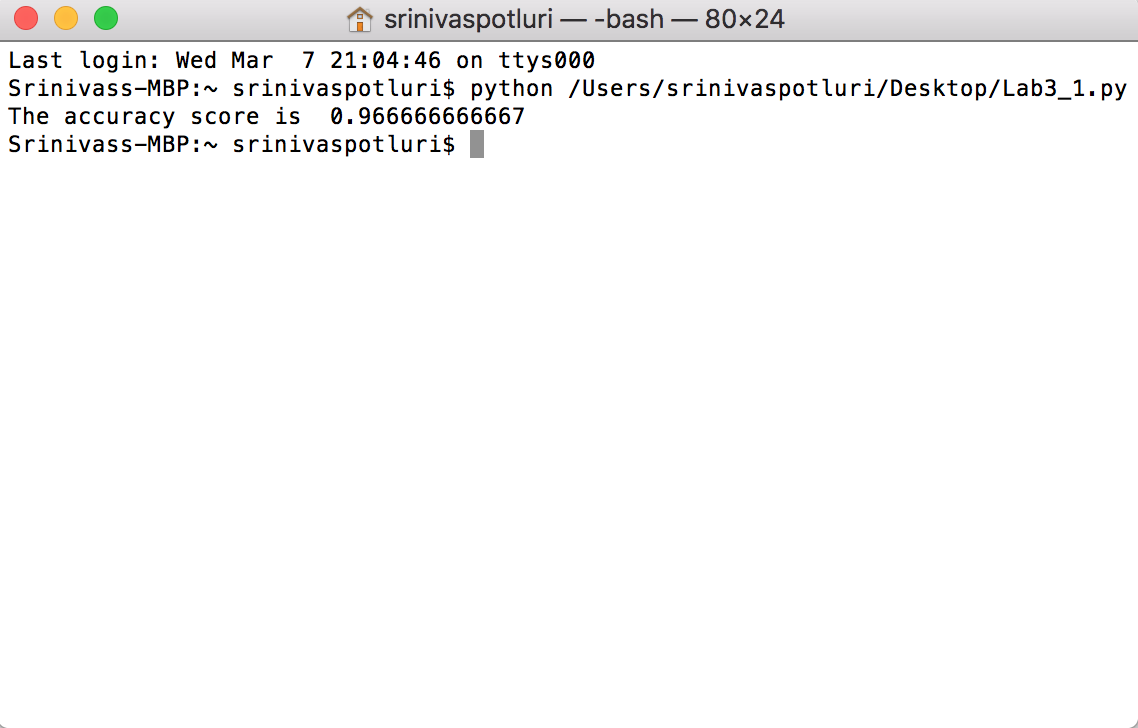 srinivaspotluri — -bash — 80×24
Last login: Wed Mar  7 21:04:46 on ttys000
Srinivass-MBP:~ srinivaspotluri$ python /Users/srinivaspotluri/Desktop/Lab3_1.py
The accuracy score is  0.966666666667
Srinivass-MBP:~ srinivaspotluri$